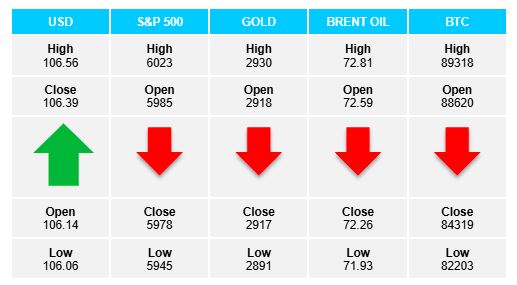 USD S&P 500 GOLD BRENT OIL BTC
High High High High High
106.56 6023 2930 72.81 89318
Close Open Open Open Open
106.39 5985 2918 72.59 88620
Open Close Close Close Close
106.14 5978 2917 72.26 84319
Low Low Low Low Low
106.06 5945 2891 71.93 82203